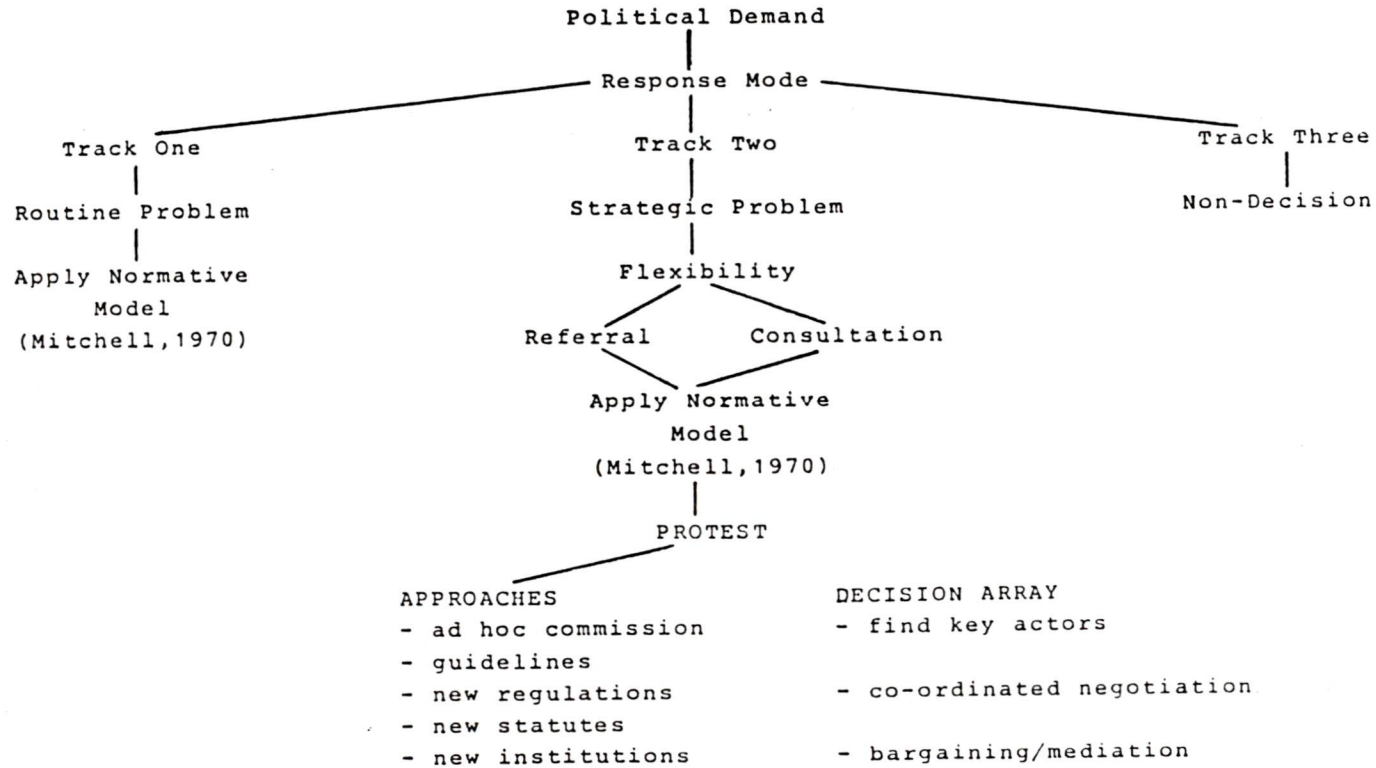 Political Demand
Response Mode
Track One
Track Two
Track Three
Routine Problem
Strategic Problem
Non-Decision
Apply Normative
Model
(Mitchell,1970)
Flexibility
Referral
Consultation
Apply Normative
Model
(Mitchell,1970)
PROTEST
APPROACHES
- ad hoc commission
- guidelines
- new regulations
- new statutes
- new institutions
DECISION ARRAY
- find key actors
- co-ordinated negotiation
- bargaining/mediation